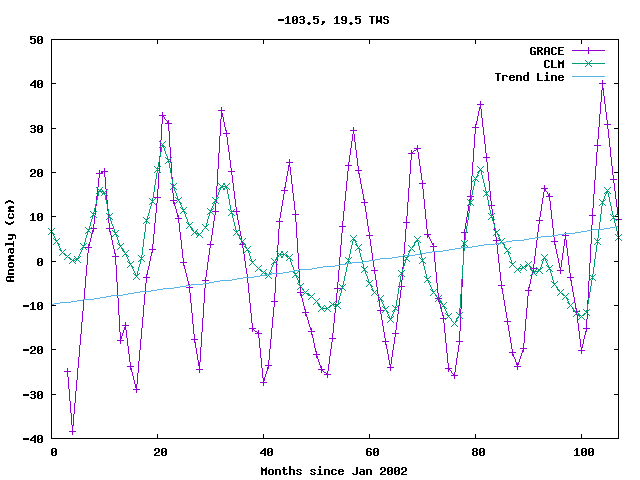 -103.5, 19.5 TWS
50
40
30
20
10
0
-10
-20
-30
-40
Anomaly (cm)
GRACE
CLM
Trend Line
0 20 40 60 80 100
Months since Jan 2002